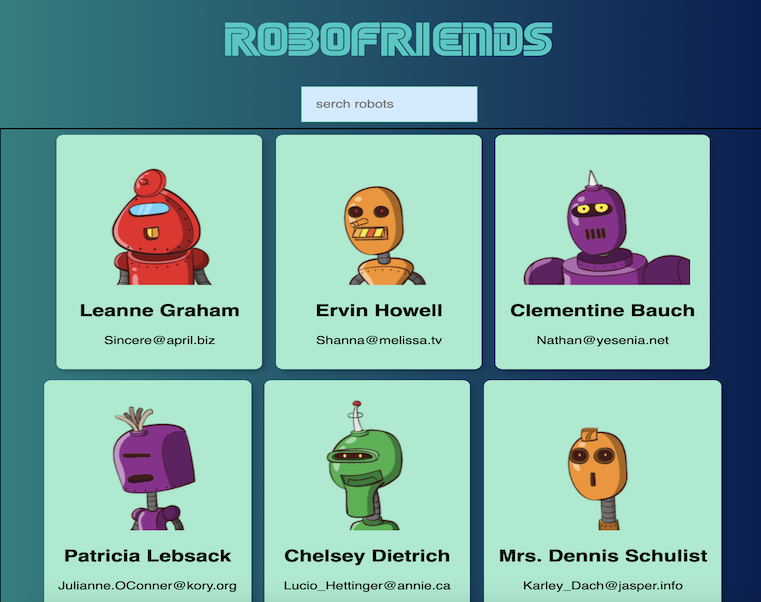 ROBOFRIENDS
serch robots
Leanne Graham
Sincere@april.biz
Ervin Howell
Shanna@melissa.tv
Clementine Bauch
Nathan@yesenia.net
Patricia Lebsack
Julianne.OConner@kory.org
Chelsey Dietrich
Lucio_Hettinger@annie.ca
Mrs. Dennis Schulist
Karley_Dach@jasper.info